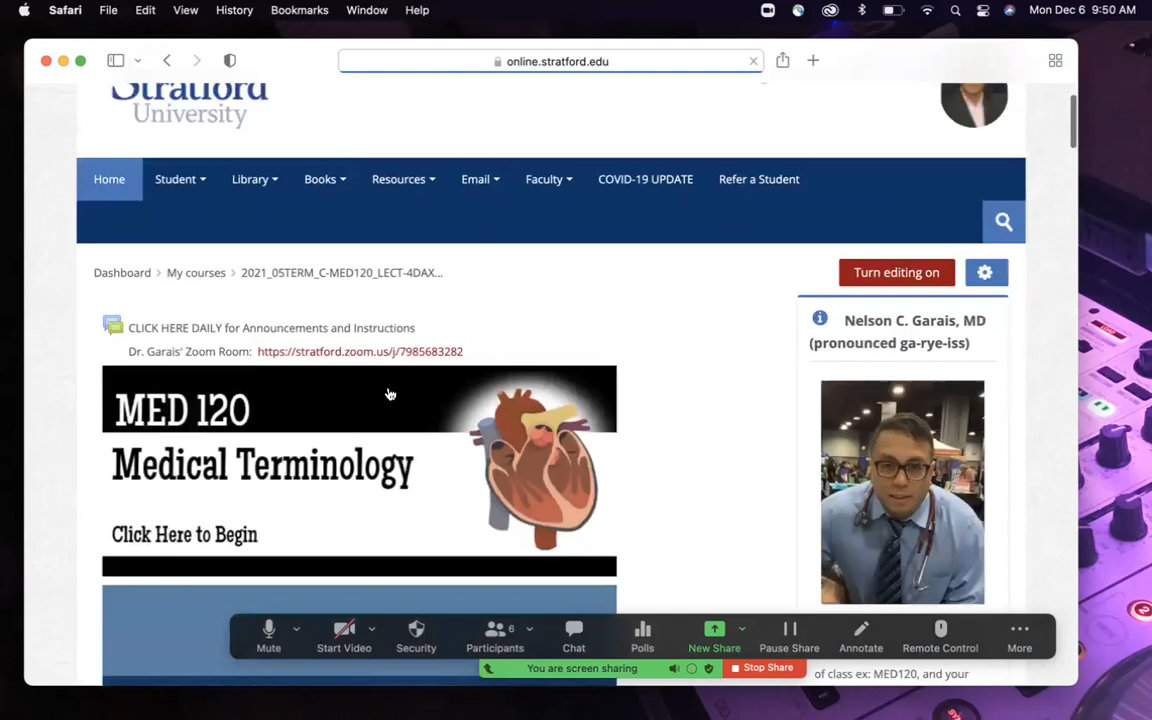 Safari File Edit View History Bookmarks Window Help Mon Dec 6 9:50 AM
online.stratford.edu
Stratford
University
Home Student Library Books Resources Email Faculty COVID-19 UPDATE Refer a Student
Dashboard My courses 2021_05TERM_C-MED120_LECT-4DAX... Turn editing on
CLICK HERE DAILY for Announcements and Instructions
Dr. Garais' Zoom Room: https://stratford.zoom.us/j/7985683282
MED 120
Medical Terminology
Click Here to Begin
Nelson C. Garais, MD
(pronounced ga-rye-iss)
6
Mute Start Video Security Participants Chat Polls New Share Pause Share Annotate Remote Control More
You are screen sharing Stop Share
of class ex: MED120, and your